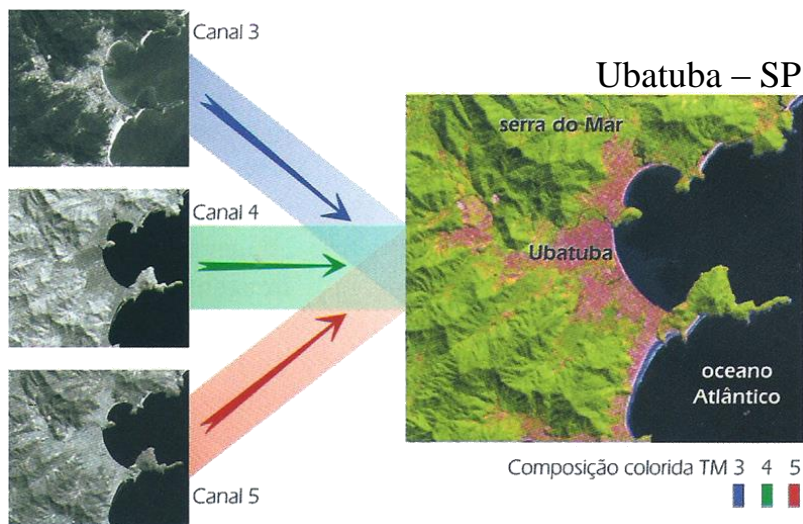 Canal 3
Ubatuba – SP
serra do Mar
Canal 4
Ubatuba
oceano
Atlântico
Canal 5
Composição colorida TM 3 4 5